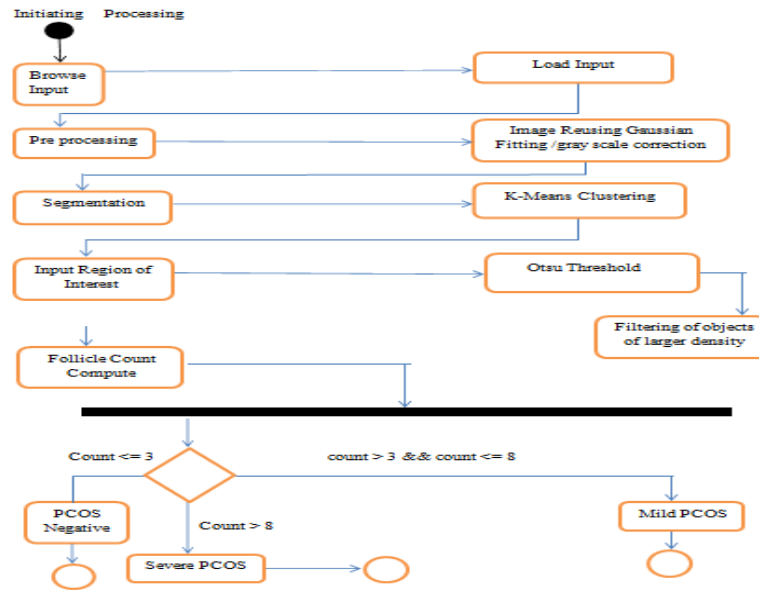 Initiating Processing
Browse
Input
Load Input
Pre processing
Image Reusing Gaussian
Fitting /gray scale correction
Segmentation
K-Means Clustering
Input Region of
Interest
Otsu Threshold
Filtering of objects
of larger density
Follicle Count
Compute
Count <= 3
count > 3 && count <= 8
PCOS
Negative
Count > 8
Mild PCOS
Severe PCOS